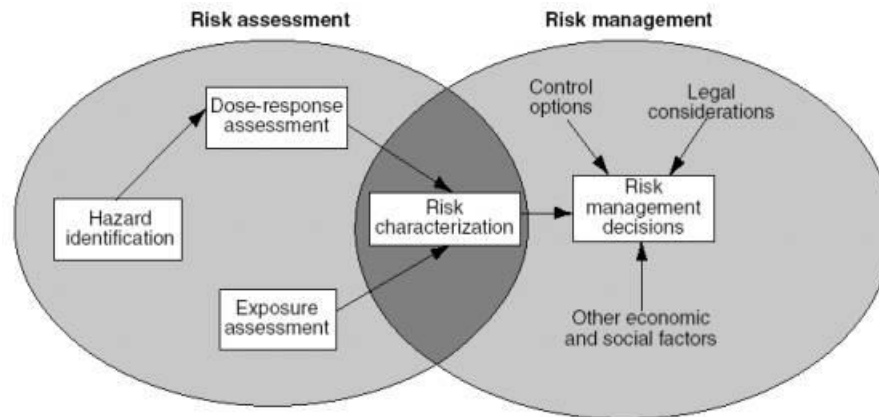 Risk assessment
Risk management
Dose-response
assessment
Control
options
Legal
considerations
Hazard
identification
Risk
characterization
Risk
management
decisions
Exposure
assessment
Other economic
and social factors